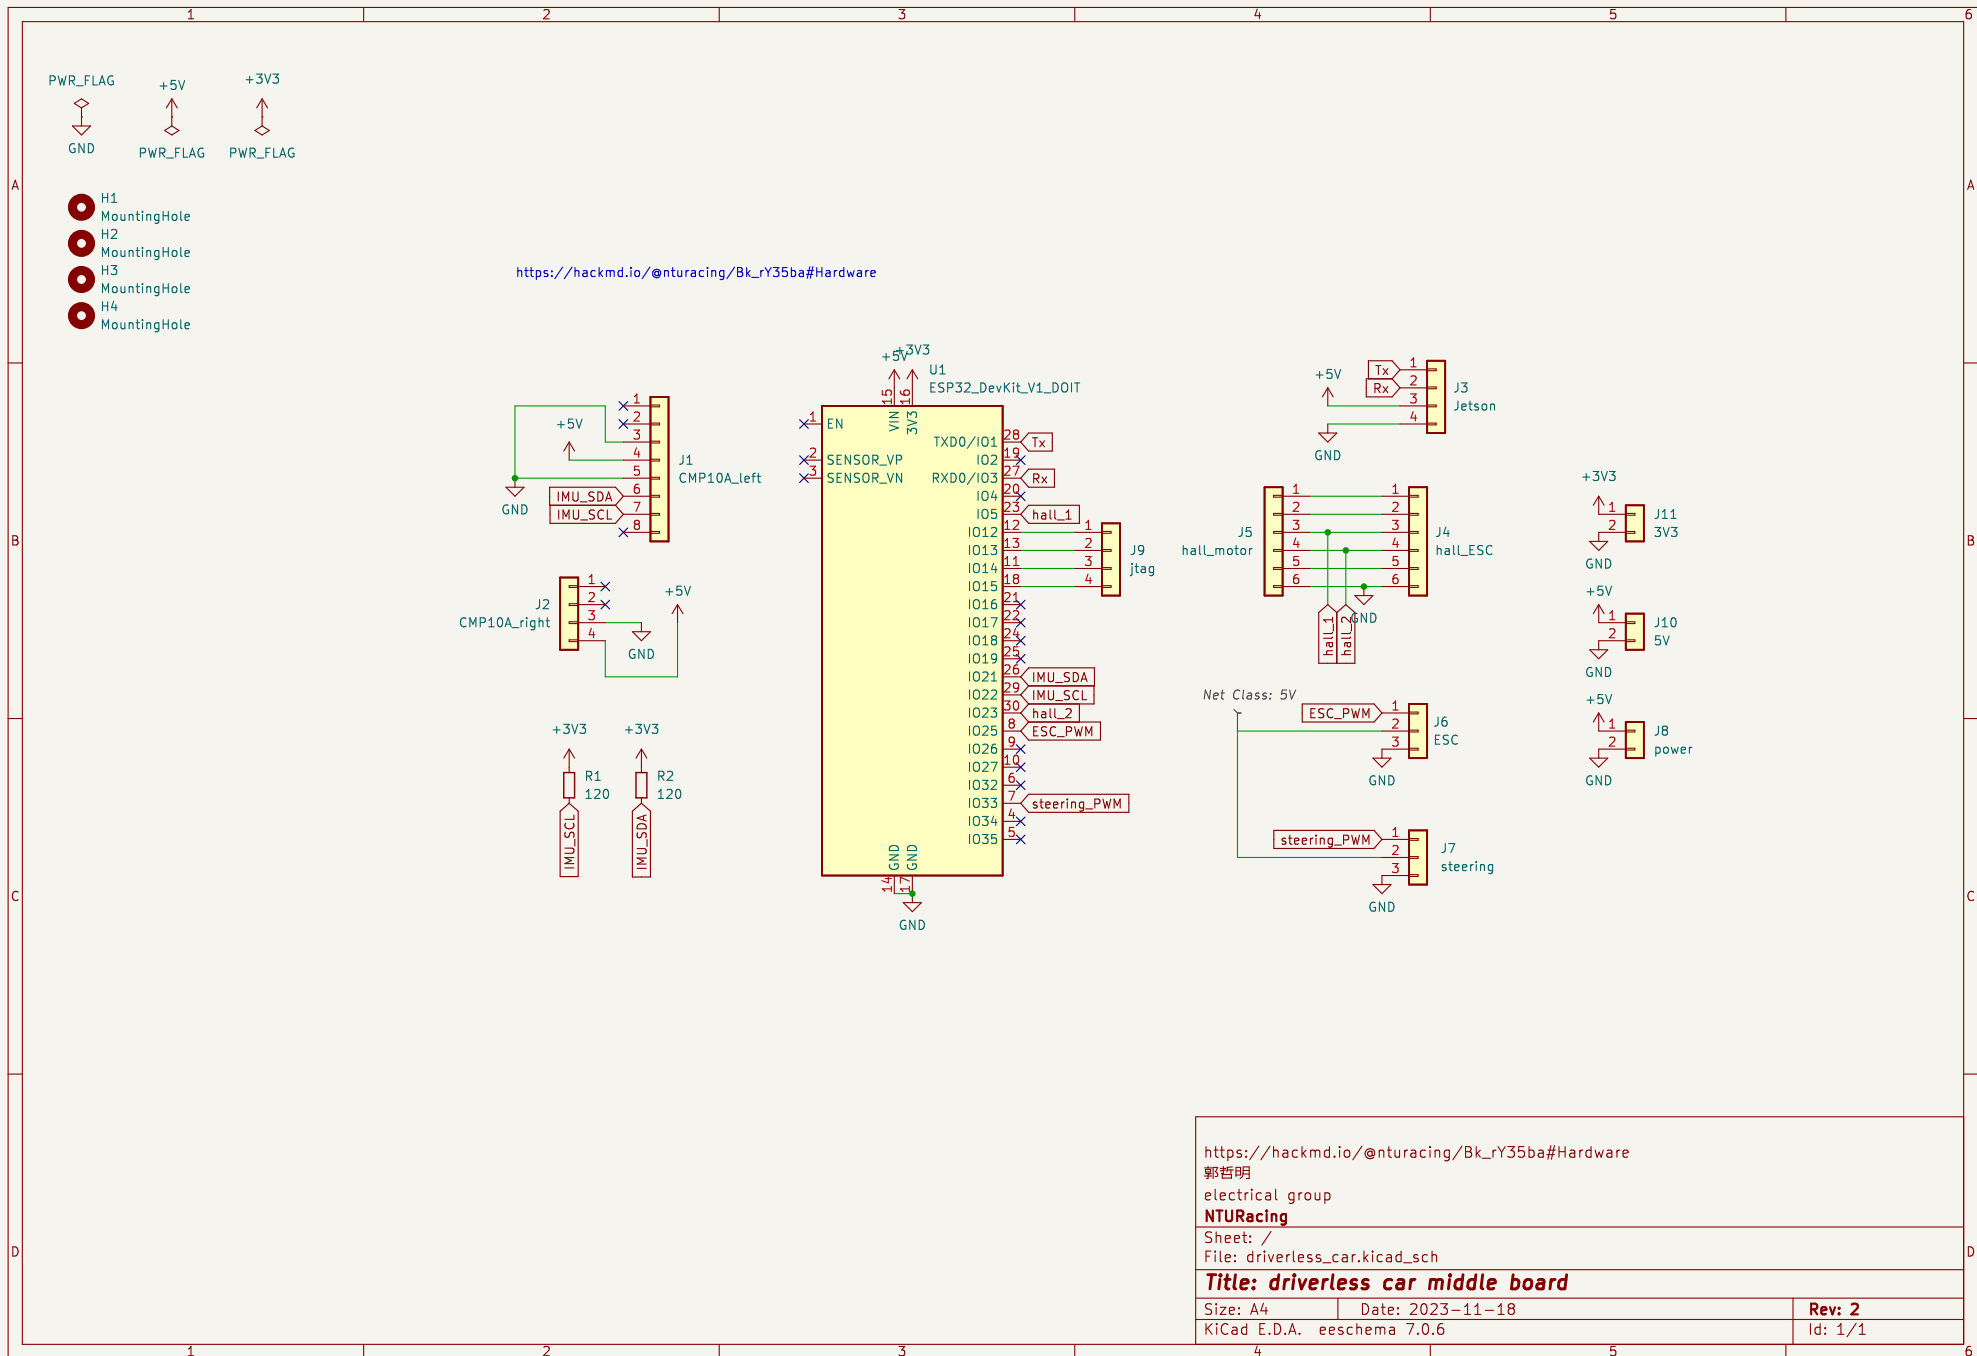 1 2 3 4 5 6
PWR_FLAG
GND
+5V
PWR_FLAG
+3V3
PWR_FLAG
A A
H1
MountingHole
H2
MountingHole
H3
MountingHole
H4
MountingHole
https://hackmd.io/@nturacing/Bk_rY35ba#Hardware
B B
+5V
GND
IMU_SDA
IMU_SCL
1
2
3
4
5
6
7
8
J1
CMP10A_left
J2
CMP10A_right
1
2
3
4
GND
+5V
+3V3
R1
120
IMU_SCL
+3V3
R2
120
IMU_SDA
+5V
+3V3
U1
ESP32_DevKit_V1_DOIT
15 16
VIN 3V3
1 EN
2 SENSOR_VP
3 SENSOR_VN
TXD0/IO1 28 Tx
IO2 19
RXD0/IO3 27 Rx
IO4 20
IO5 23 hall_1
IO12 12
IO13 13
IO14 11
IO15 18
IO16 21
IO17 22
IO18 24
IO19 25
IO21 26 IMU_SDA
IO22 29 IMU_SCL
IO23 30 hall_2
IO25 8 ESC_PWM
IO26 9
IO27 10
IO32 6
IO33 7 steering_PWM
IO34 4
IO35 5
GND GND
14 17
GND
1
2
3
4
J9
jtag
+5V
GND
Tx 1
Rx 2
3
4
J3
Jetson
J5
hall_motor
1 1
2 2
3 3
4 4
5 5
6 6
J4
hall_ESC
hall_1
hall_2
GND
Net Class: 5V
ESC_PWM 1
2
3
GND
J6
ESC
steering_PWM 1
2
3
GND
J7
steering
+3V3
1
2
GND
J11
3V3
+5V
1
2
GND
J10
5V
+5V
1
2
GND
J8
power
C C
D D
https://hackmd.io/@nturacing/Bk_rY35ba#Hardware
郭哲明
electrical group
NTURacing
Sheet: /
File: driverless_car.kicad_sch
Title: driverless car middle board
Size: A4 Date: 2023-11-18 Rev: 2
KiCad E.D.A. eeschema 7.0.6 Id: 1/1
1 2 3 4 5 6